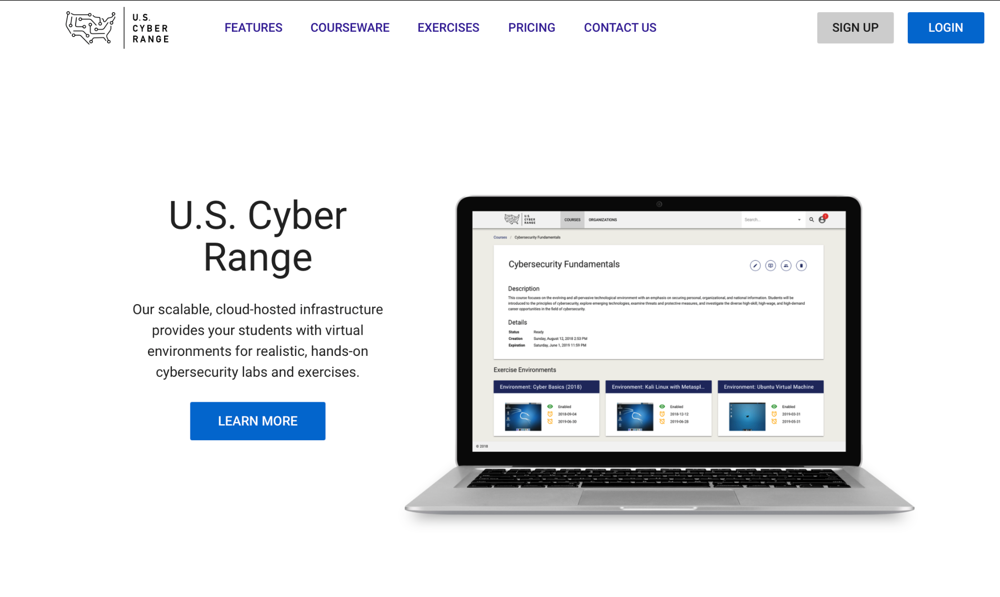 U.S.
CYBER
RANGE
FEATURES
COURSEWARE
EXERCISES
PRICING
CONTACT US
SIGN UP
LOGIN
U.S. Cyber
Range
Our scalable, cloud-hosted infrastructure
provides your students with virtual
environments for realistic, hands-on
cybersecurity labs and exercises.
LEARN MORE
U.S.
CYBER
RANGE
COURSES
ORGANIZATIONS
Search...
1
Courses / Cybersecurity Fundamentals
Cybersecurity Fundamentals
Description
This course focuses on the evolving and all-pervasive technological environment with an emphasis on securing personal, organizational, and national information. Students will be
introduced to the principles of cybersecurity, explore emerging technologies, examine threats and protective measures, and investigate the diverse high-skill, high-wage, and high-demand
career opportunities in the field of cybersecurity.
Details
Status Ready
Creation Sunday, August 12, 2018 2:53 PM
Expiration Saturday, June 1, 2019 11:59 PM
Exercise Environments
Environment: Cyber Basics (2018)
Enabled
2018-09-04
2019-06-30
Environment: Kali Linux with Metaspl...
Enabled
2018-12-12
2019-06-28
Environment: Ubuntu Virtual Machine
Enabled
2019-03-31
2019-05-31
© 2018